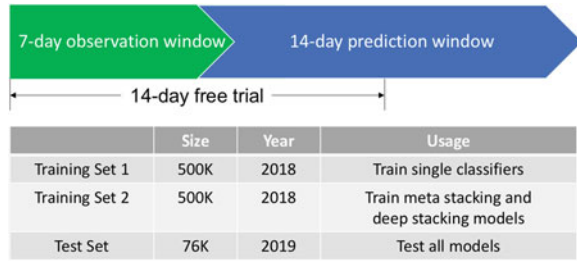 7-day observation window 14-day prediction window
14-day free trial
Size Year Usage
Training Set 1 500K 2018 Train single classifiers
Training Set 2 500K 2018 Train meta stacking and
deep stacking models
Test Set 76K 2019 Test all models